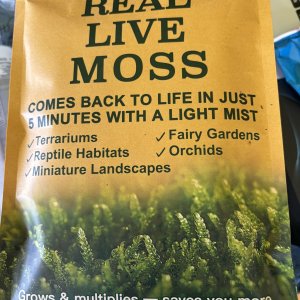 REAL
LIVE
MOSS
COMES BACK TO LIFE IN JUST
5 MINUTES WITH A LIGHT MIST
✓Terrariums ✓Fairy Gardens
✓Reptile Habitats ✓Orchids
✓Miniature Landscapes
Grows & multiplies — saves you more